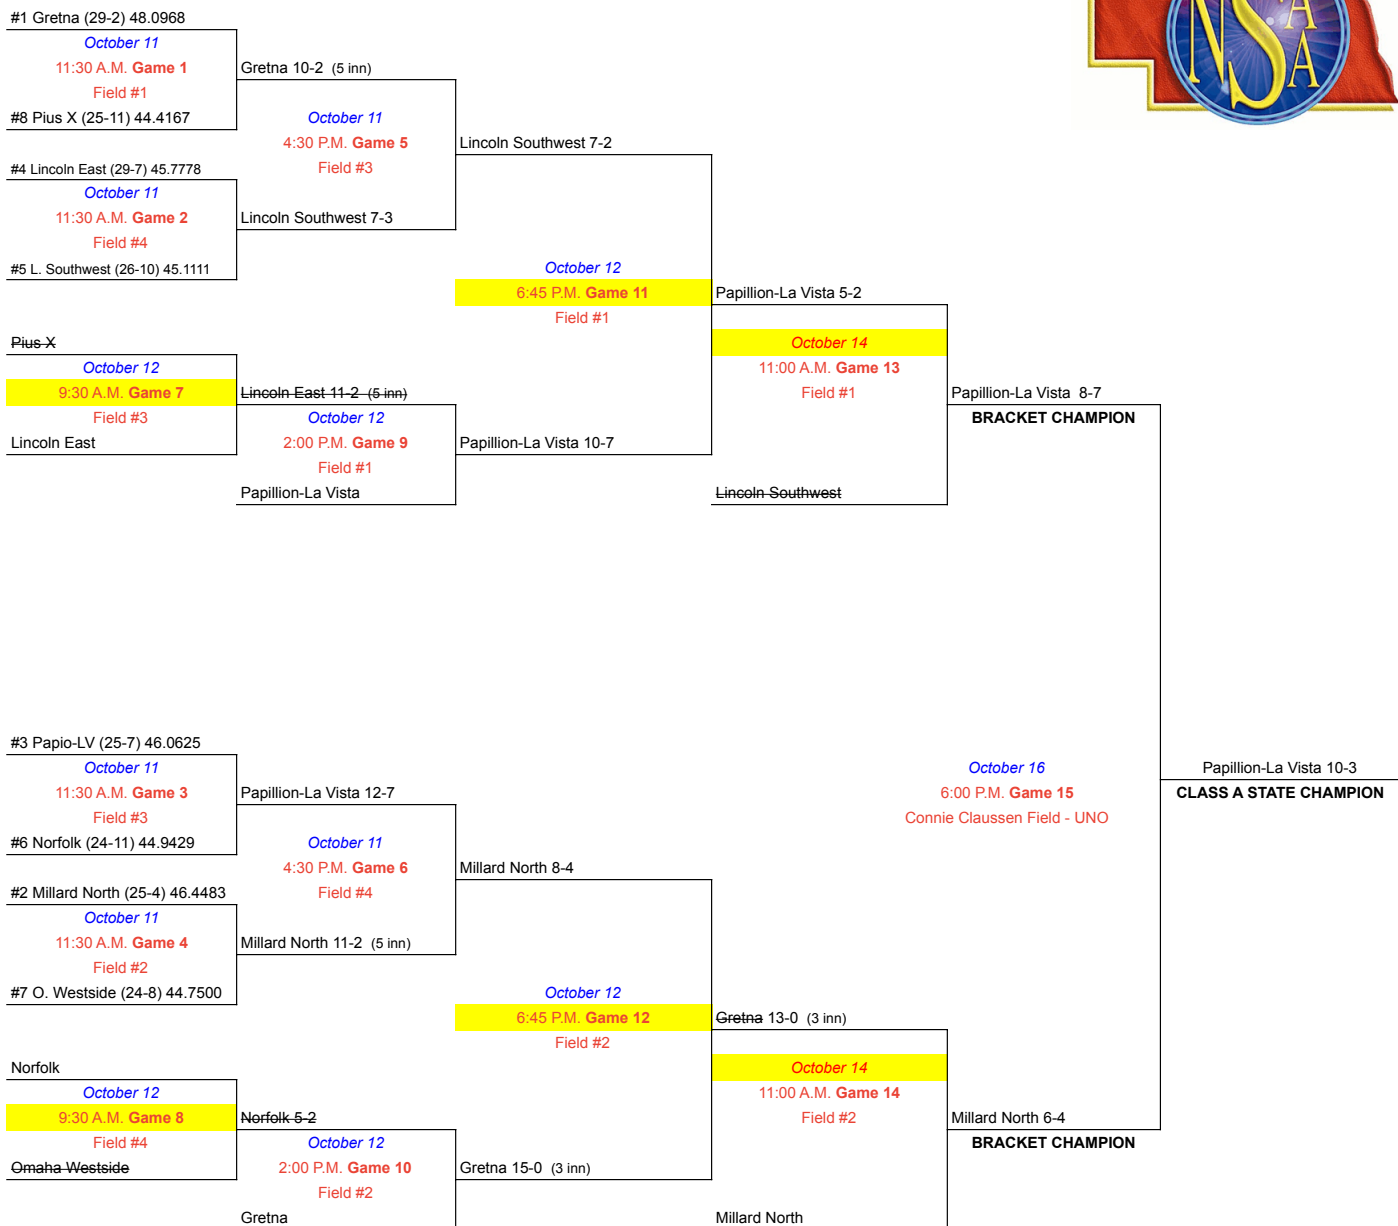 #1 Gretna (29-2) 48.0968
October 11
11:30 A.M. Game 1
Field #1
#8 Pius X (25-11) 44.4167
Gretna 10-2 (5 inn)
October 11
4:30 P.M. Game 5
Field #3
#4 Lincoln East (29-7) 45.7778
October 11
11:30 A.M. Game 2
Field #4
#5 L. Southwest (26-10) 45.1111
Lincoln Southwest 7-3
Lincoln Southwest 7-2
October 12
6:45 P.M. Game 11
Field #1
Pius X
October 12
9:30 A.M. Game 7
Field #3
Lincoln East
Lincoln East 11-2 (5 inn)
October 12
2:00 P.M. Game 9
Field #1
Papillion-La Vista
Papillion-La Vista 10-7
Papillion-La Vista 5-2
October 14
11:00 A.M. Game 13
Field #1
Lincoln Southwest
Papillion-La Vista 8-7
BRACKET CHAMPION
NSAA
#3 Papio-LV (25-7) 46.0625
October 11
11:30 A.M. Game 3
Field #3
#6 Norfolk (24-11) 44.9429
Papillion-La Vista 12-7
October 11
4:30 P.M. Game 6
Field #4
#2 Millard North (25-4) 46.4483
October 11
11:30 A.M. Game 4
Field #2
#7 O. Westside (24-8) 44.7500
Millard North 11-2 (5 inn)
Millard North 8-4
October 12
6:45 P.M. Game 12
Field #2
Norfolk
October 12
9:30 A.M. Game 8
Field #4
Omaha Westside
Norfolk 5-2
October 12
2:00 P.M. Game 10
Field #2
Gretna
Gretna 15-0 (3 inn)
Gretna 13-0 (3 inn)
October 14
11:00 A.M. Game 14
Field #2
Millard North
Millard North 6-4
BRACKET CHAMPION
October 16
6:00 P.M. Game 15
Connie Claussen Field - UNO
Papillion-La Vista 10-3
CLASS A STATE CHAMPION